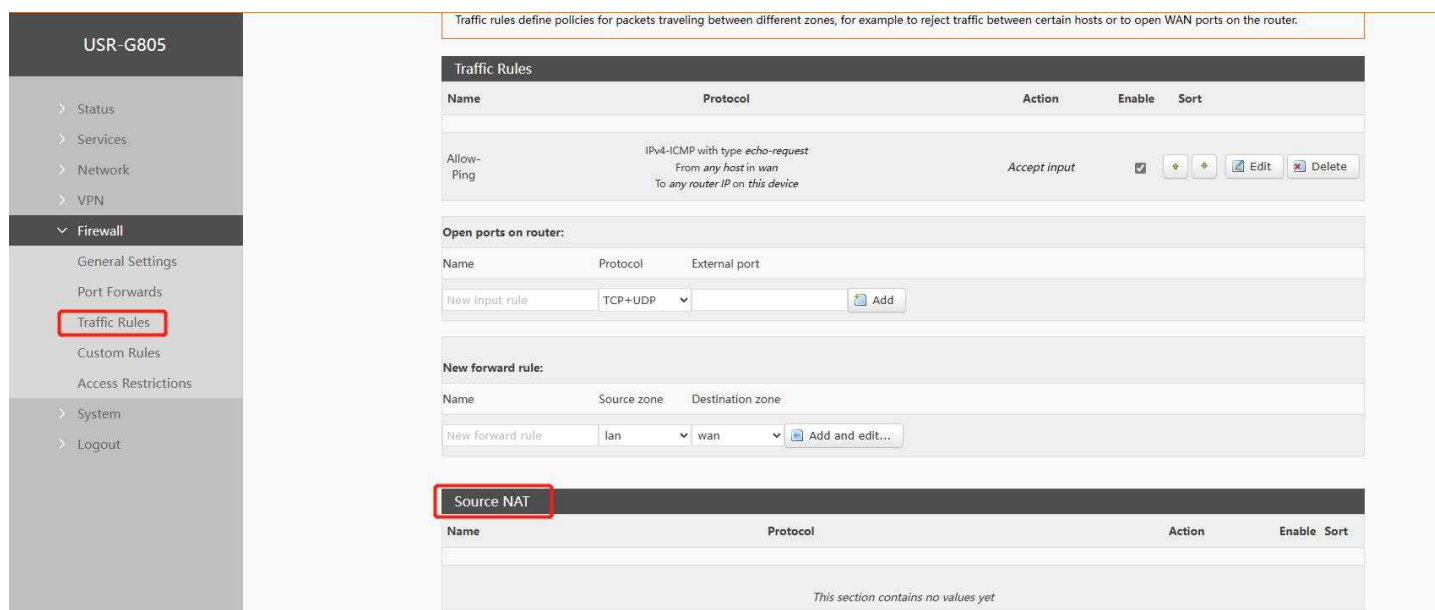 Traffic rules define policies for packets traveling between different zones, for example to reject traffic between certain hosts or to open WAN ports on the router.
USR-G805
Status
Services
Network
VPN
Firewall
General Settings
Port Forwards
Traffic Rules
Custom Rules
Access Restrictions
System
Logout
Traffic Rules
Name Protocol Action Enable Sort
Allow-
Ping
IPv4-ICMP with type echo-request
From any host in wan
To any router IP on this device
Accept input
Edit Delete
Open ports on router:
Name Protocol External port
New input rule TCP+UDP Add
New forward rule:
Name Source zone Destination zone
New forward rule lan wan Add and edit...
Source NAT
Name Protocol Action Enable Sort
This section contains no values yet